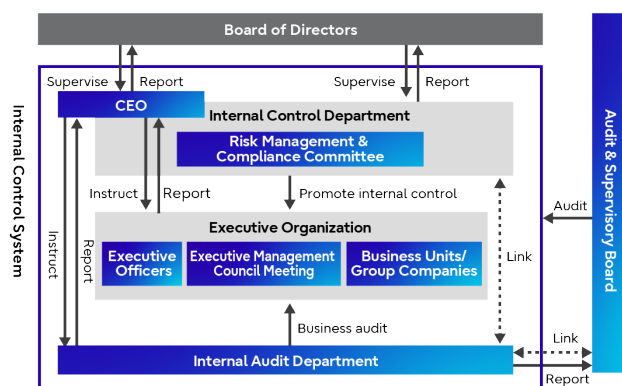 Board of Directors
Supervise
Report
Supervise
Report
CEO
Internal Control Department
Risk Management &
Compliance Committee
Instruct
Report
Promote internal control
Executive Organization
Executive
Officers
Executive Management
Council Meeting
Business Units/
Group Companies
Instruct
Report
Link
Business audit
Internal Audit Department
Internal Control System
Audit
Link
Report
Audit & Supervisory Board